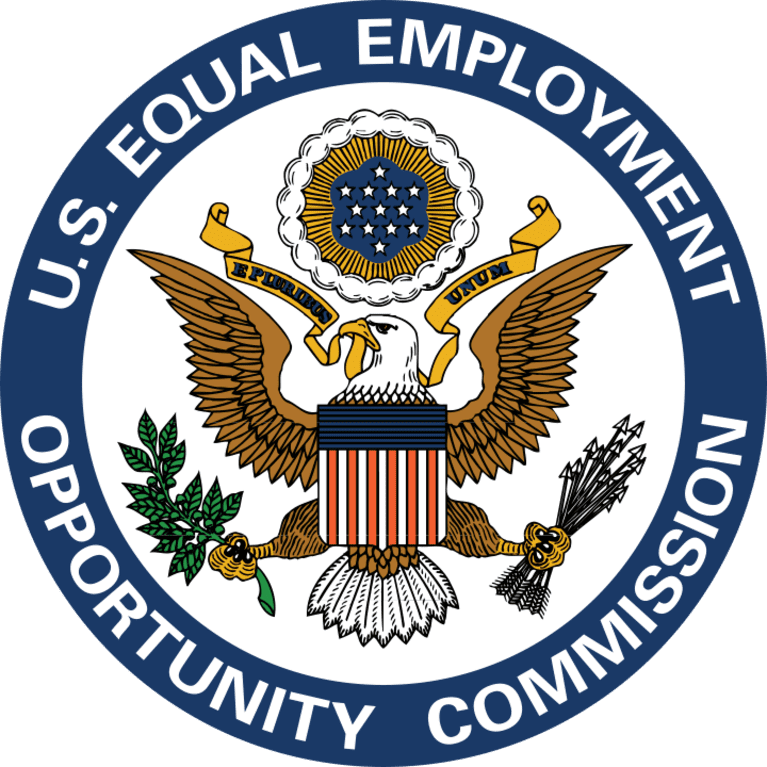 U.S. EQUAL EMPLOYMENT
OPPORTUNITY COMMISSION
E PLURIBUS
UNUM